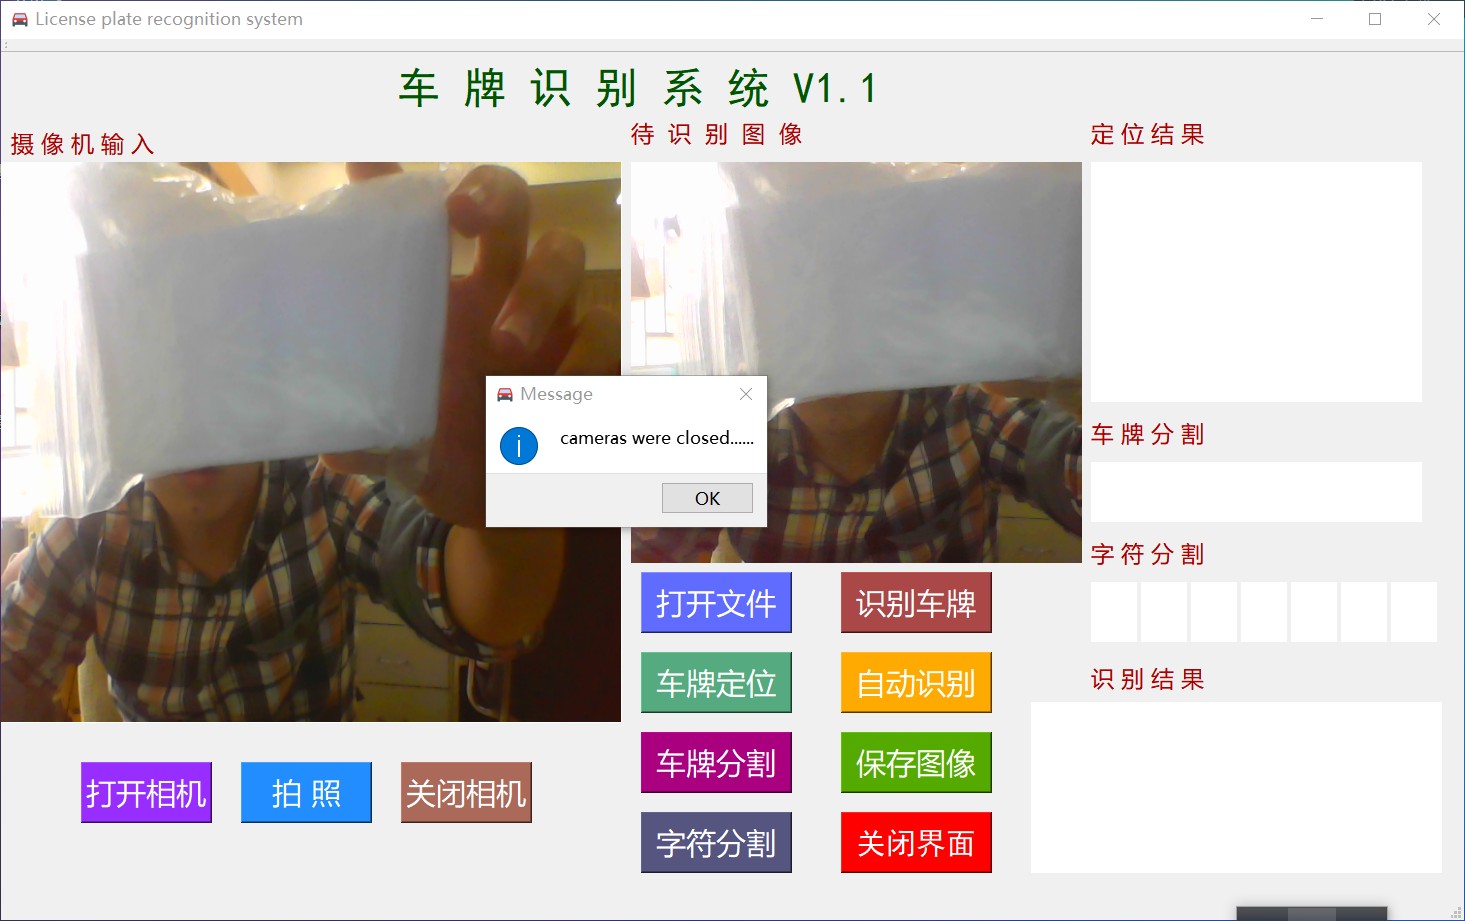 License plate recognition system
车牌识别系统 V1.1
摄像机输入
待识别图像
定位结果
Message
cameras were closed......
OK
车牌分割
字符分割
打开文件
识别车牌
车牌定位
自动识别
识别结果
车牌分割
保存图像
打开相机
拍 照
关闭相机
字符分割
关闭界面